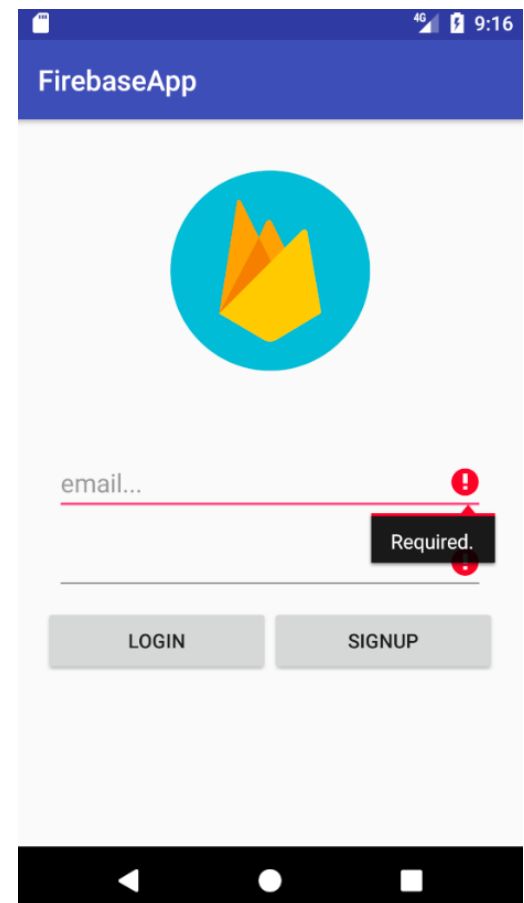 4G 9:16
FirebaseApp
email...
Required.
LOGIN SIGNUP